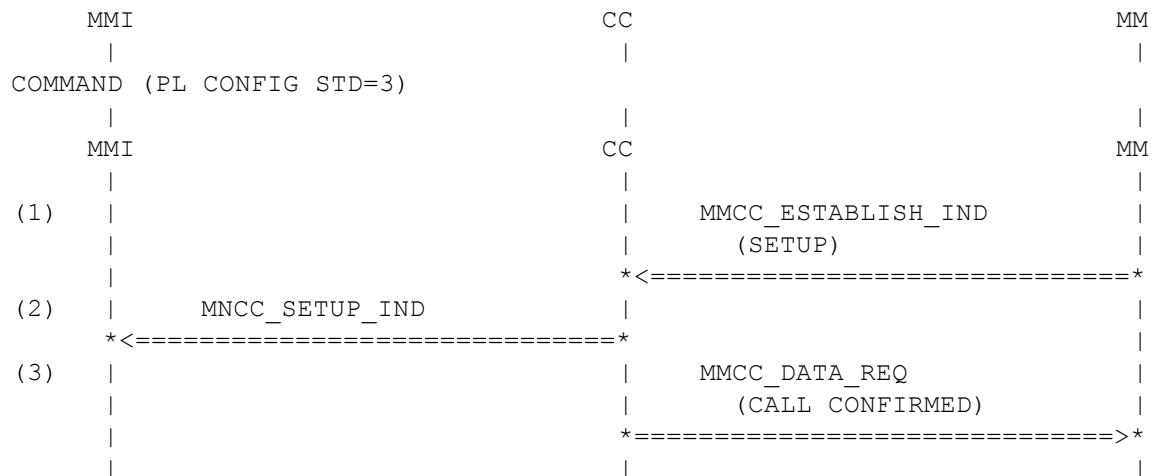 MMI CC MM
| | |
COMMAND (PL CONFIG STD=3)
| | |
MMI CC MM
| | |
(1) | | MMCC_ESTABLISH_IND |
| | (SETUP) |
| *<==============================*
(2) | MNCC_SETUP_IND | |
*<==============================* |
(3) | | MMCC_DATA_REQ |
| | (CALL CONFIRMED) |
| *==============================>*
| | |